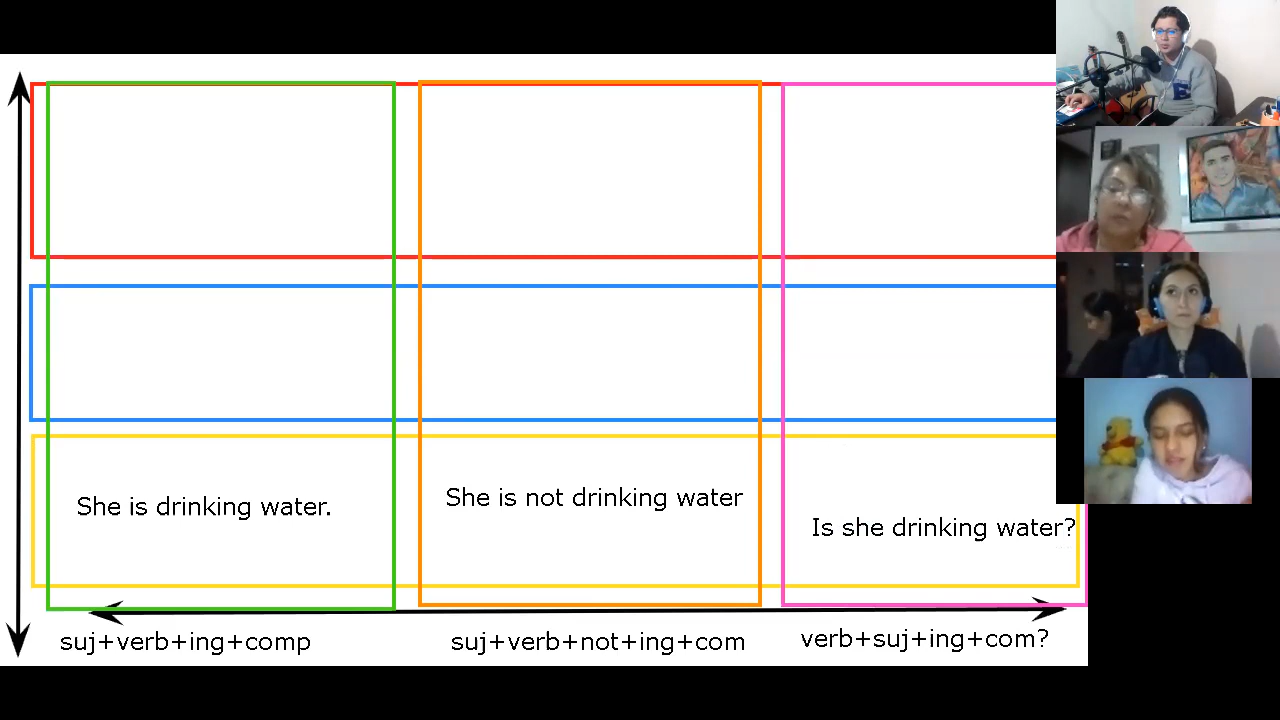 She is drinking water.
She is not drinking water
Is she drinking water?
suj+verb+ing+comp
suj+verb+not+ing+com
verb+suj+ing+com?